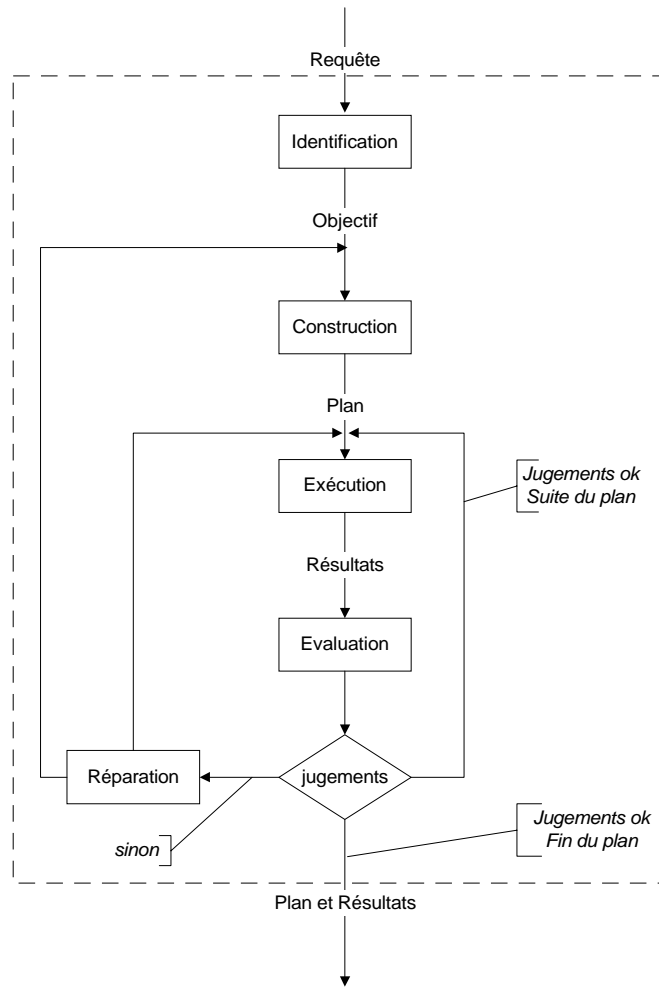 Requête
Identification
Objectif
Construction
Plan
Exécution
Jugements ok
Suite du plan
Résultats
Evaluation
Réparation
jugements
sinon
Jugements ok
Fin du plan
Plan et Résultats